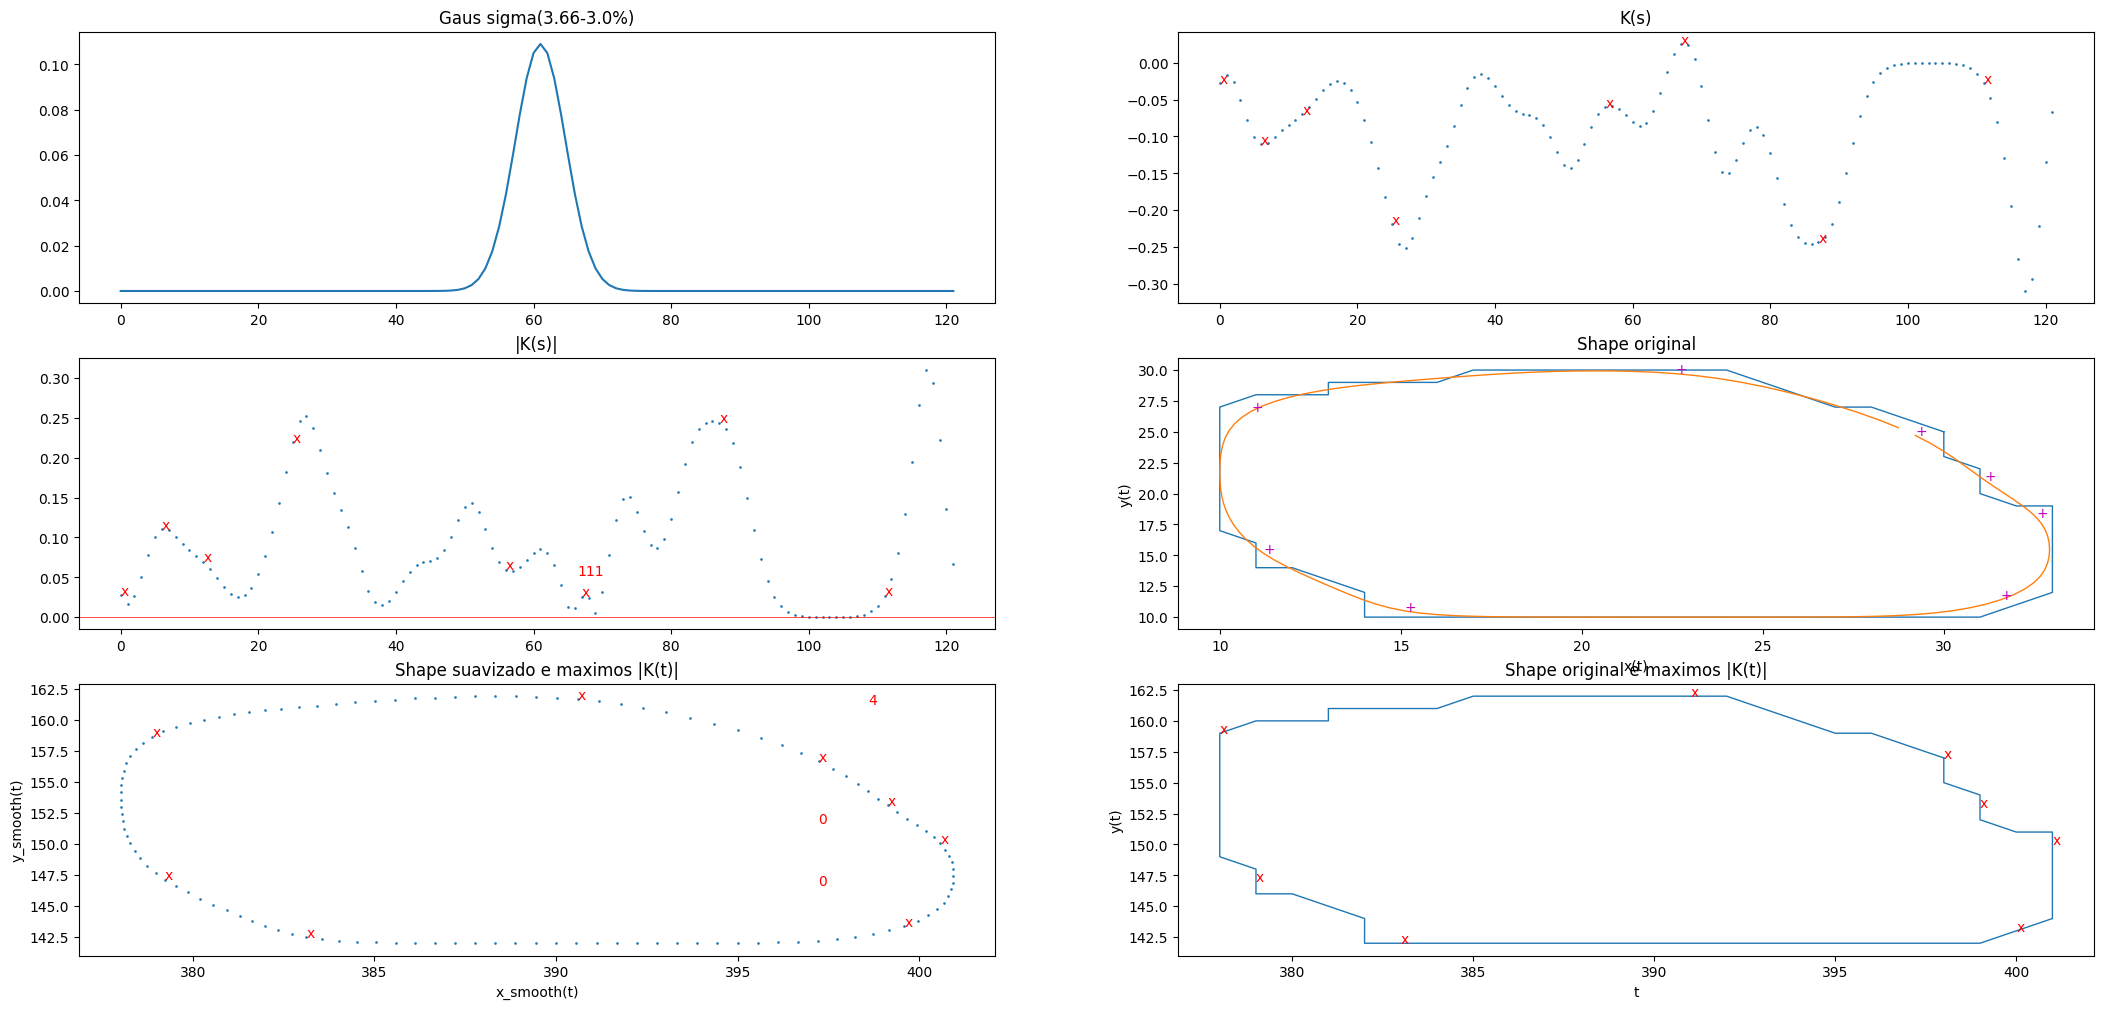 Gaus sigma(3.66-3.0%)
0.10
0.08
0.06
0.04
0.02
0.00
0 20 40 60 80 100 120
K(s)
0.00
−0.05
−0.10
−0.15
−0.20
−0.25
−0.30
x x x x x x x x
0 20 40 60 80 100 120
|K(s)|
0.30
0.25
0.20
0.15
0.10
0.05
0.00
x x x x x x x x
111
0 20 40 60 80 100 120
Shape original
y(t)
30.0
27.5
25.0
22.5
20.0
17.5
15.0
12.5
10.0
+ + + + + + + +
10 15 20 25 30
x(t)
Shape suavizado e maximos |K(t)|
y_smooth(t)
162.5
160.0
157.5
155.0
152.5
150.0
147.5
145.0
142.5
x x x x x x x x
4
0
0
380 385 390 395 400
x_smooth(t)
Shape original e maximos |K(t)|
y(t)
162.5
160.0
157.5
155.0
152.5
150.0
147.5
145.0
142.5
x x x x x x x x
380 385 390 395 400
t